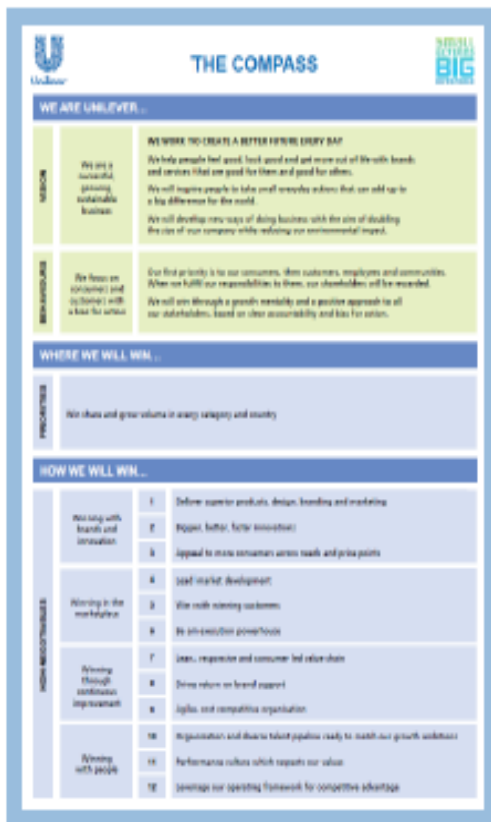 Unilever
THE COMPASS
SMALL
ACTIONS
BIG
WE ARE UNILEVER...
VISION
We are a
successful,
growing,
sustainable
business
WE WORK TO CREATE A BETTER FUTURE EVERY DAY
We help people feel good, look good and get more out of life with brands
and services that are good for them and good for others.
We will inspire people to take small everyday actions that can add up to
a big difference for the world.
We will develop new ways of doing business with the aim of doubling
the size of our company while reducing our environmental impact.
BEHAVIOURS
We focus on
consumers and
customers with
a bias for action
Our first priority is to our consumers, then customers, employees and communities.
When we fulfil our responsibilities to them, our shareholders will be rewarded.
We will win through a growth mentality and a positive approach to all
our stakeholders, based on clear accountability and bias for action.
WHERE WE WILL WIN...
PRIORITIES
Win share and grow volume in every category and country
HOW WE WILL WIN...
NON-NEGOTIABLES
Winning with
brands and
innovation
1 Deliver superior products, design, branding and marketing
2 Bigger, better, faster innovations
3 Appeal to more consumers across needs and price points
Winning in the
marketplace
4 Lead market development
5 Win with winning customers
6 Be an execution powerhouse
Winning
through
continuous
improvement
7 Lean, responsive and consumer led value chain
8 Drive return on brand support
9 Agile, cost competitive organisation
Winning
with people
10 Organisation and diverse talent pipeline ready to match our growth ambitions
11 Performance culture which respects our values
12 Leverage our operating framework for competitive advantage